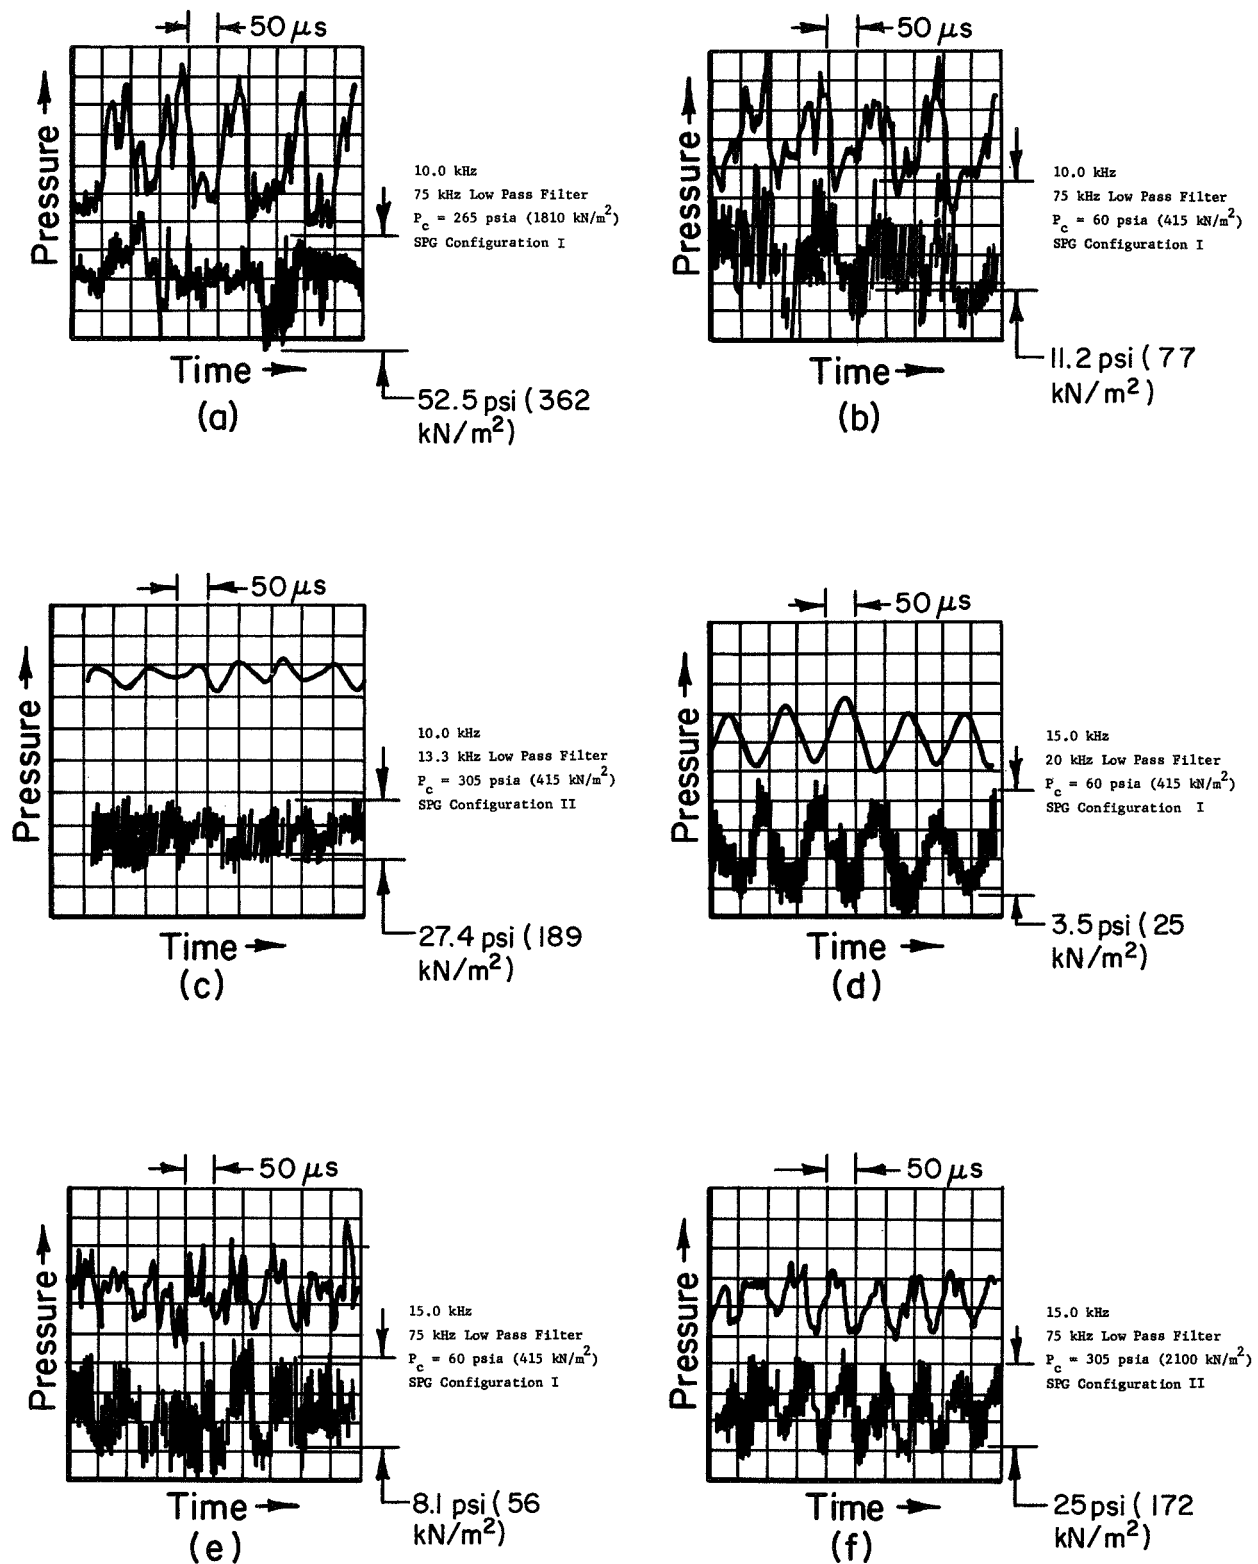 50 μs
Pressure
10.0 kHz
75 kHz Low Pass Filter
Pc = 265 psia (1810 kN/m²)
SPG Configuration I
Time
52.5 psi (362
kN/m²)
(a)
50 μs
Pressure
10.0 kHz
75 kHz Low Pass Filter
Pc = 60 psia (415 kN/m²)
SPG Configuration I
Time
11.2 psi (77
kN/m²)
(b)
50 μs
Pressure
10.0 kHz
13.3 kHz Low Pass Filter
Pc = 305 psia (415 kN/m²)
SPG Configuration II
Time
27.4 psi (189
kN/m²)
(c)
50 μs
Pressure
15.0 kHz
20 kHz Low Pass Filter
Pc = 60 psia (415 kN/m²)
SPG Configuration I
Time
3.5 psi (25
kN/m²)
(d)
50 μs
Pressure
15.0 kHz
75 kHz Low Pass Filter
Pc = 60 psia (415 kN/m²)
SPG Configuration I
Time
8.1 psi (56
kN/m²)
(e)
50 μs
Pressure
15.0 kHz
75 kHz Low Pass Filter
Pc = 305 psia (2100 kN/m²)
SPG Configuration II
Time
25 psi (172
kN/m²)
(f)